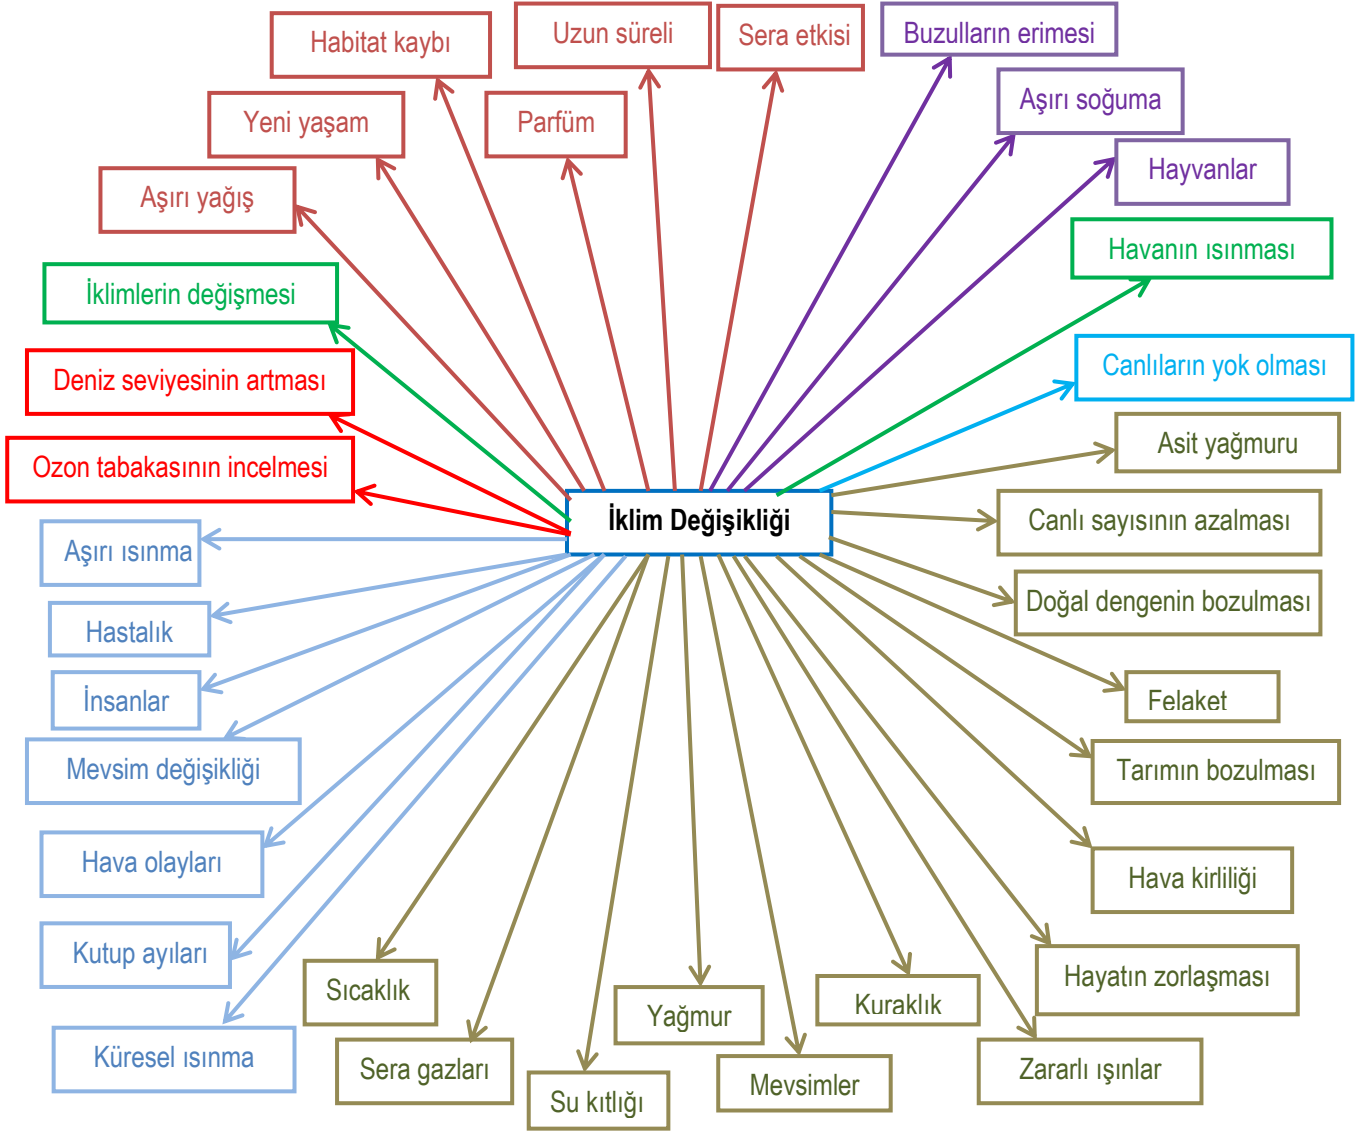 Habitat kaybı
Uzun süreli
Sera etkisi
Buzulların erimesi
Yeni yaşam
Parfüm
Aşırı soğuma
Aşırı yağış
Hayvanlar
İklimlerin değişmesi
Havanın ısınması
Deniz seviyesinin artması
Canlıların yok olması
Ozon tabakasının incelmesi
Asit yağmuru
İklim Değişikliği
Aşırı ısınma
Canlı sayısının azalması
Hastalık
Doğal dengenin bozulması
İnsanlar
Felaket
Mevsim değişikliği
Tarımın bozulması
Hava olayları
Hava kirliliği
Kutup ayıları
Sıcaklık
Yağmur
Kuraklık
Hayatın zorlaşması
Küresel ısınma
Sera gazları
Su kıtlığı
Mevsimler
Zararlı ışınlar